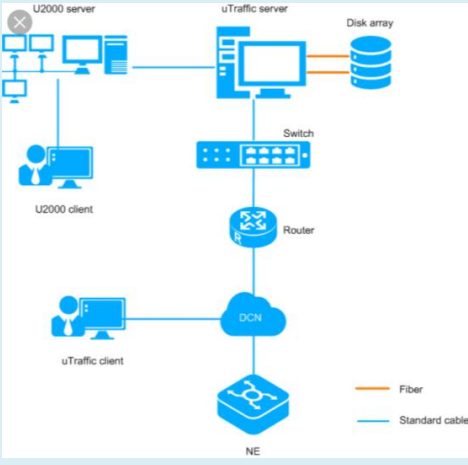 U2000 server
uTraffic server
Disk array
Switch
U2000 client
R
Router
DCN
uTraffic client
Fiber
Standard cable
NE